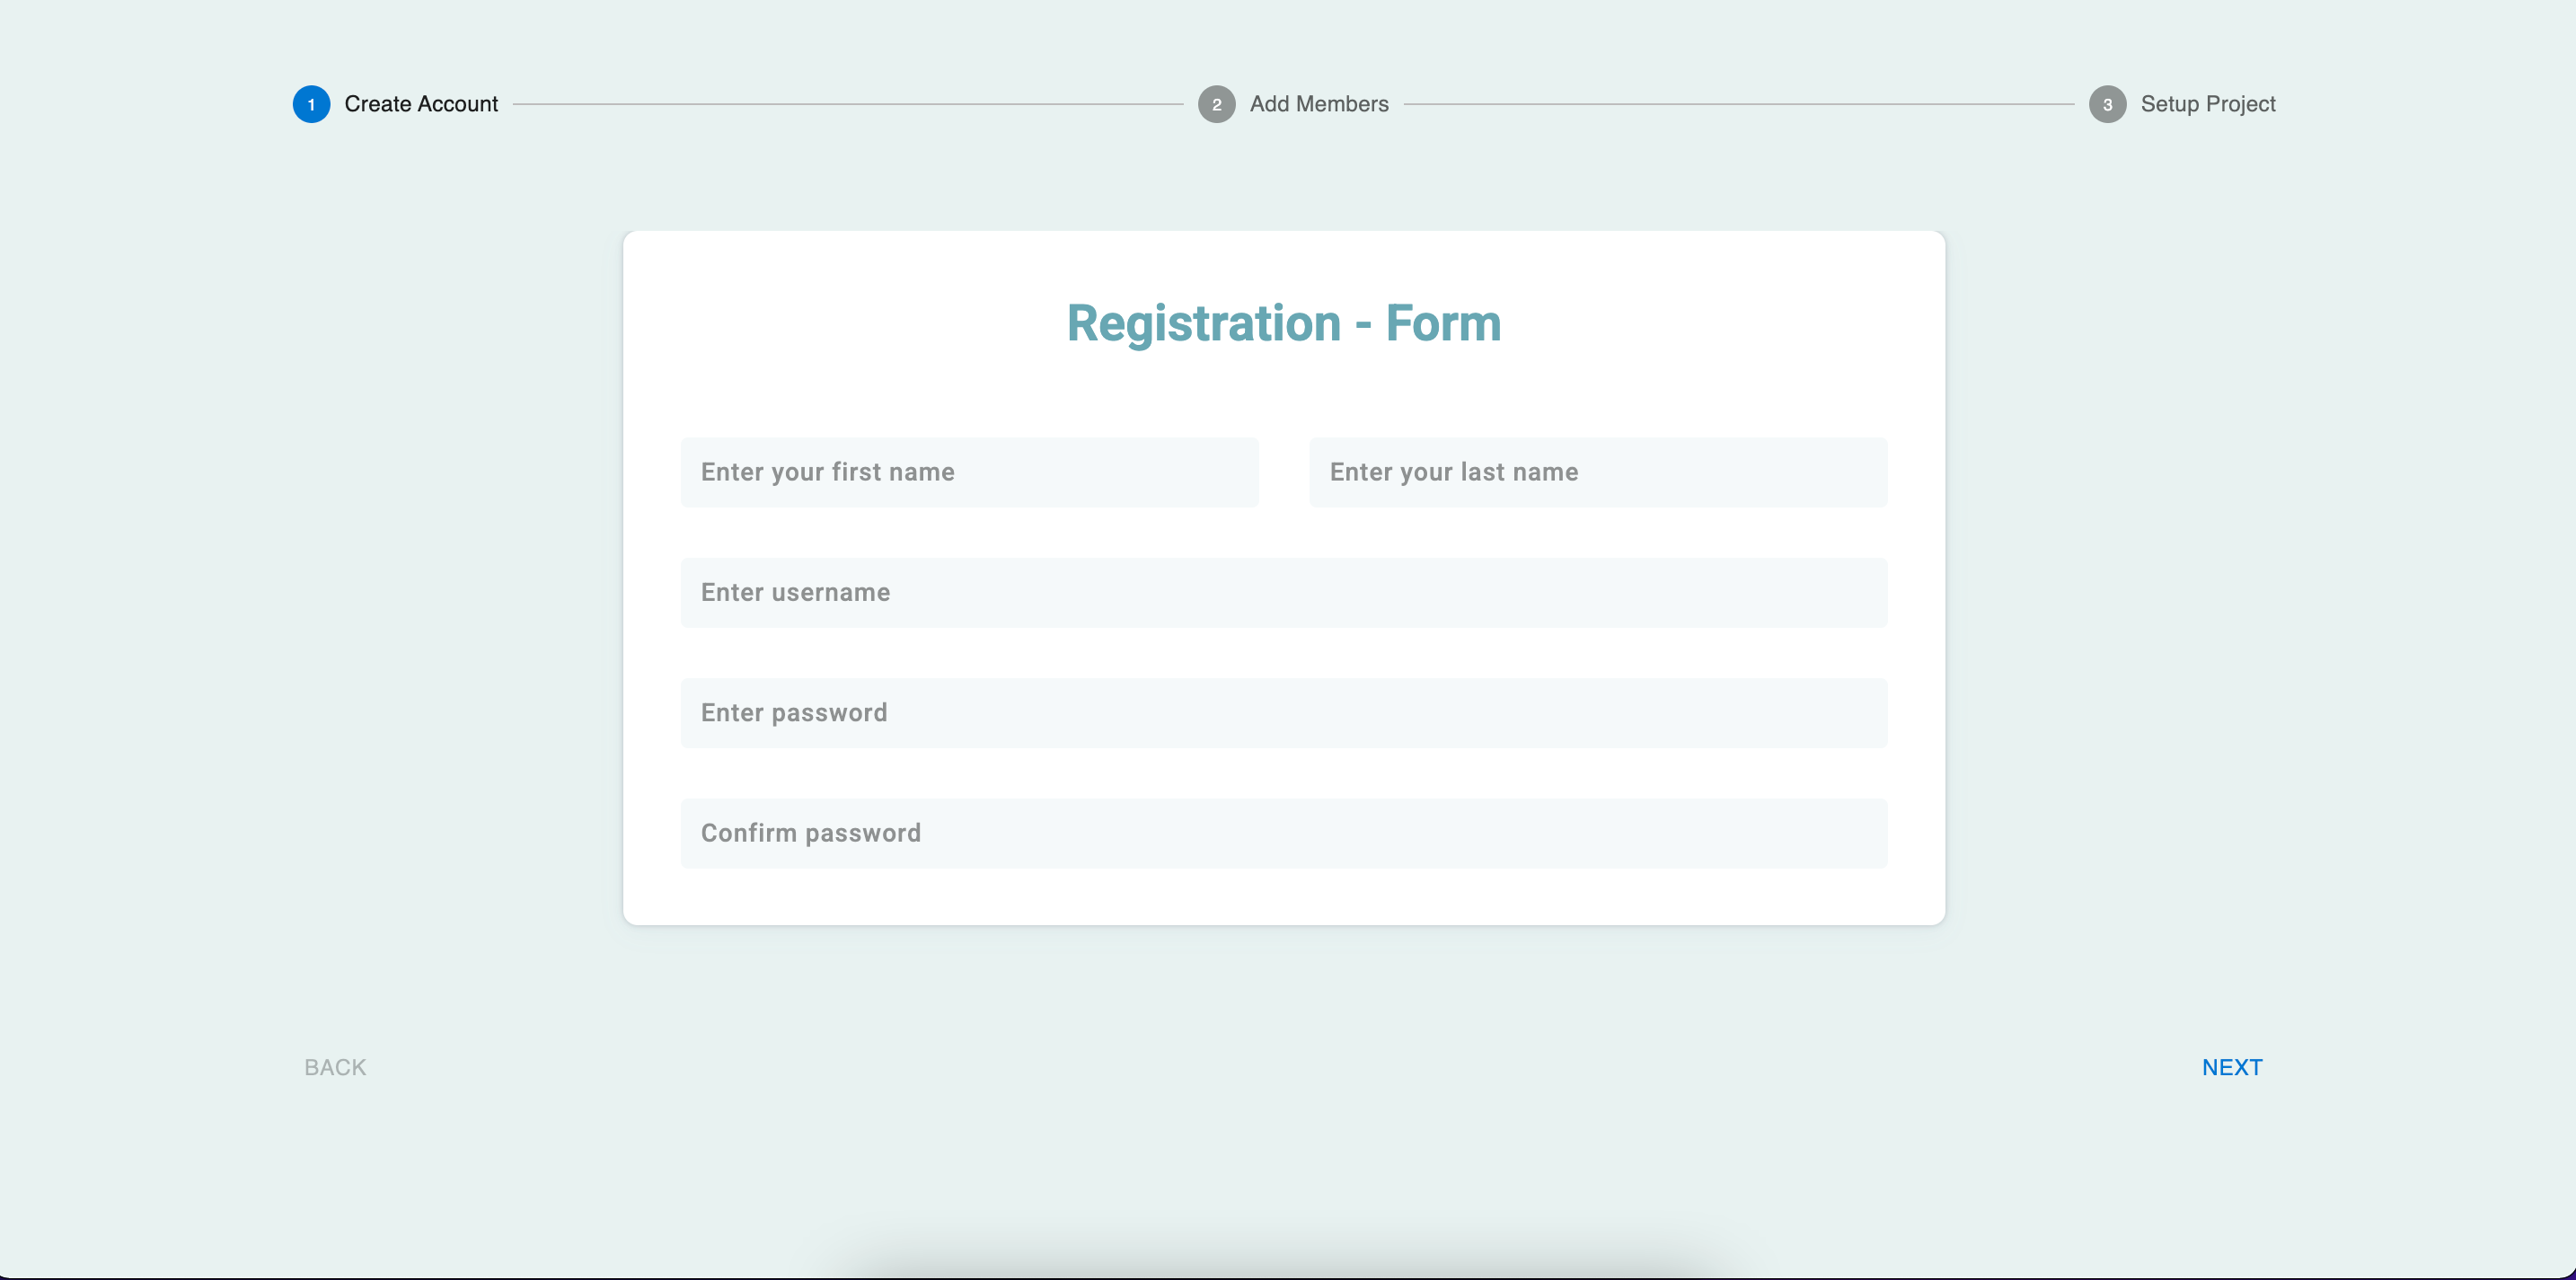 1 Create Account 2 Add Members 3 Setup Project
Registration - Form
Enter your first name Enter your last name
Enter username
Enter password
Confirm password
BACK NEXT